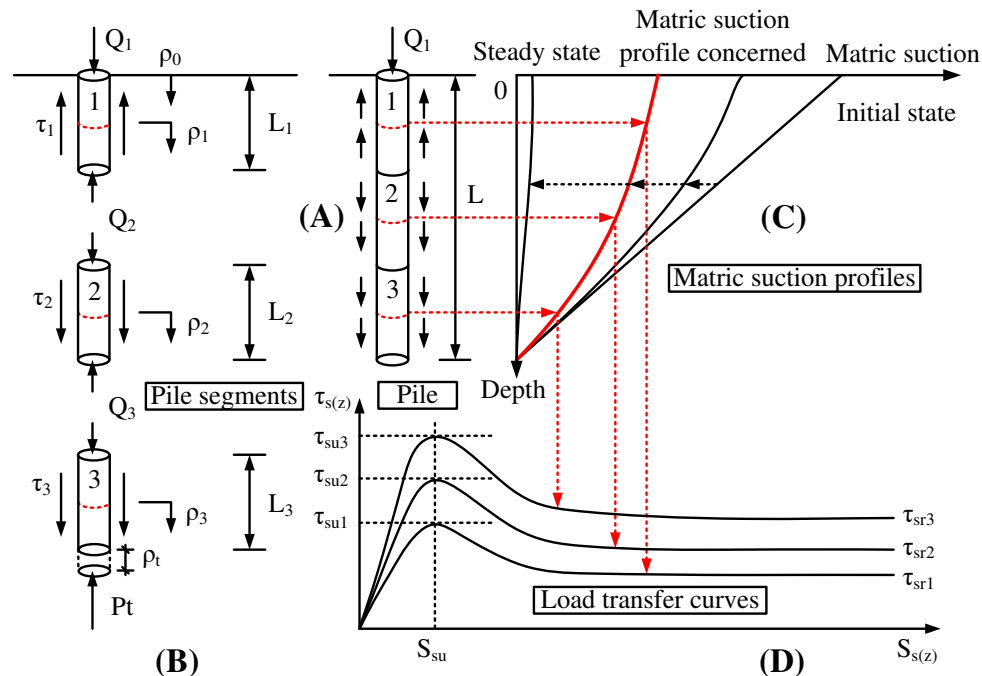 Q1
ρ0
1
τ1
ρ1
L1
Q2
2
τ2
ρ2
L2
Q3
3
τ3
ρ3
L3
ρt
Pt
Pile segments
(B)
Q1
1
2
3
L
(A)
Pile
Steady state
Matric suction
profile concerned
Matric suction
0
Initial state
(C)
Matric suction profiles
Depth
τs(z)
τsu3
τsu2
τsu1
τsr3
τsr2
τsr1
Load transfer curves
Ssu
(D)
Ss(z)